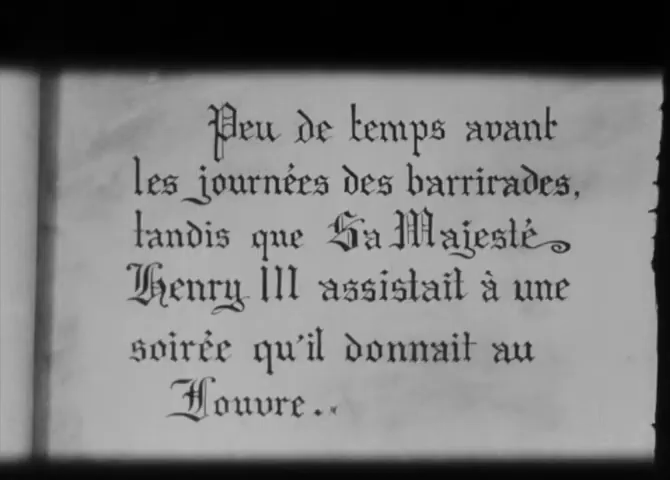 Peu de temps avant
les journées des barricades,
tandis que Sa Majesté
Henry III assistait à une
soirée qu'il donnait au
Louvre..